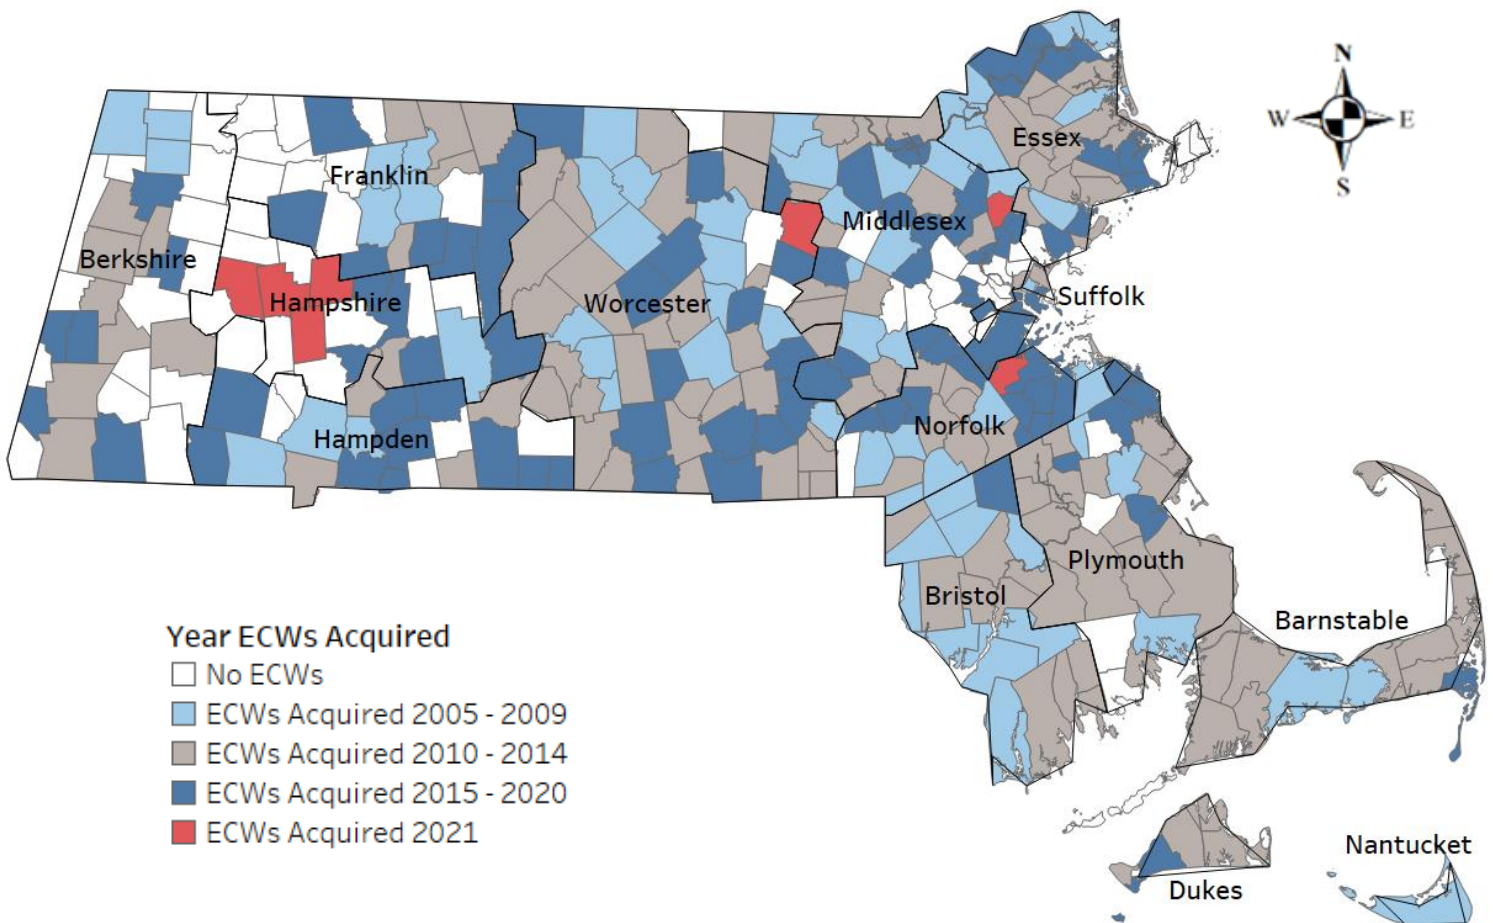 N
W E
S
Essex
Franklin
Middlesex
Berkshire
Hampshire
Worcester
Suffolk
Hampden
Norfolk
Plymouth
Bristol
Barnstable
Year ECWs Acquired
No ECWs
ECWs Acquired 2005 - 2009
ECWs Acquired 2010 - 2014
ECWs Acquired 2015 - 2020
ECWs Acquired 2021
Nantucket
Dukes